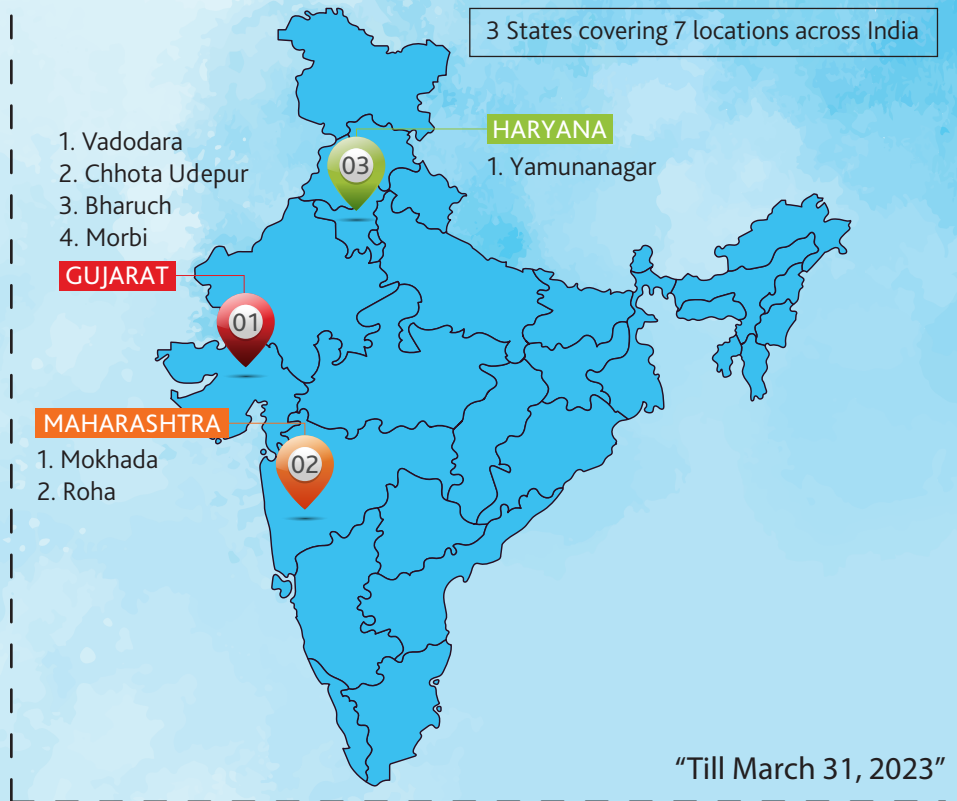 3 States covering 7 locations across India
HARYANA
1. Yamunanagar
03
1. Vadodara
2. Chhota Udepur
3. Bharuch
4. Morbi
GUJARAT
01
MAHARASHTRA
1. Mokhada
2. Roha
02
“Till March 31, 2023”